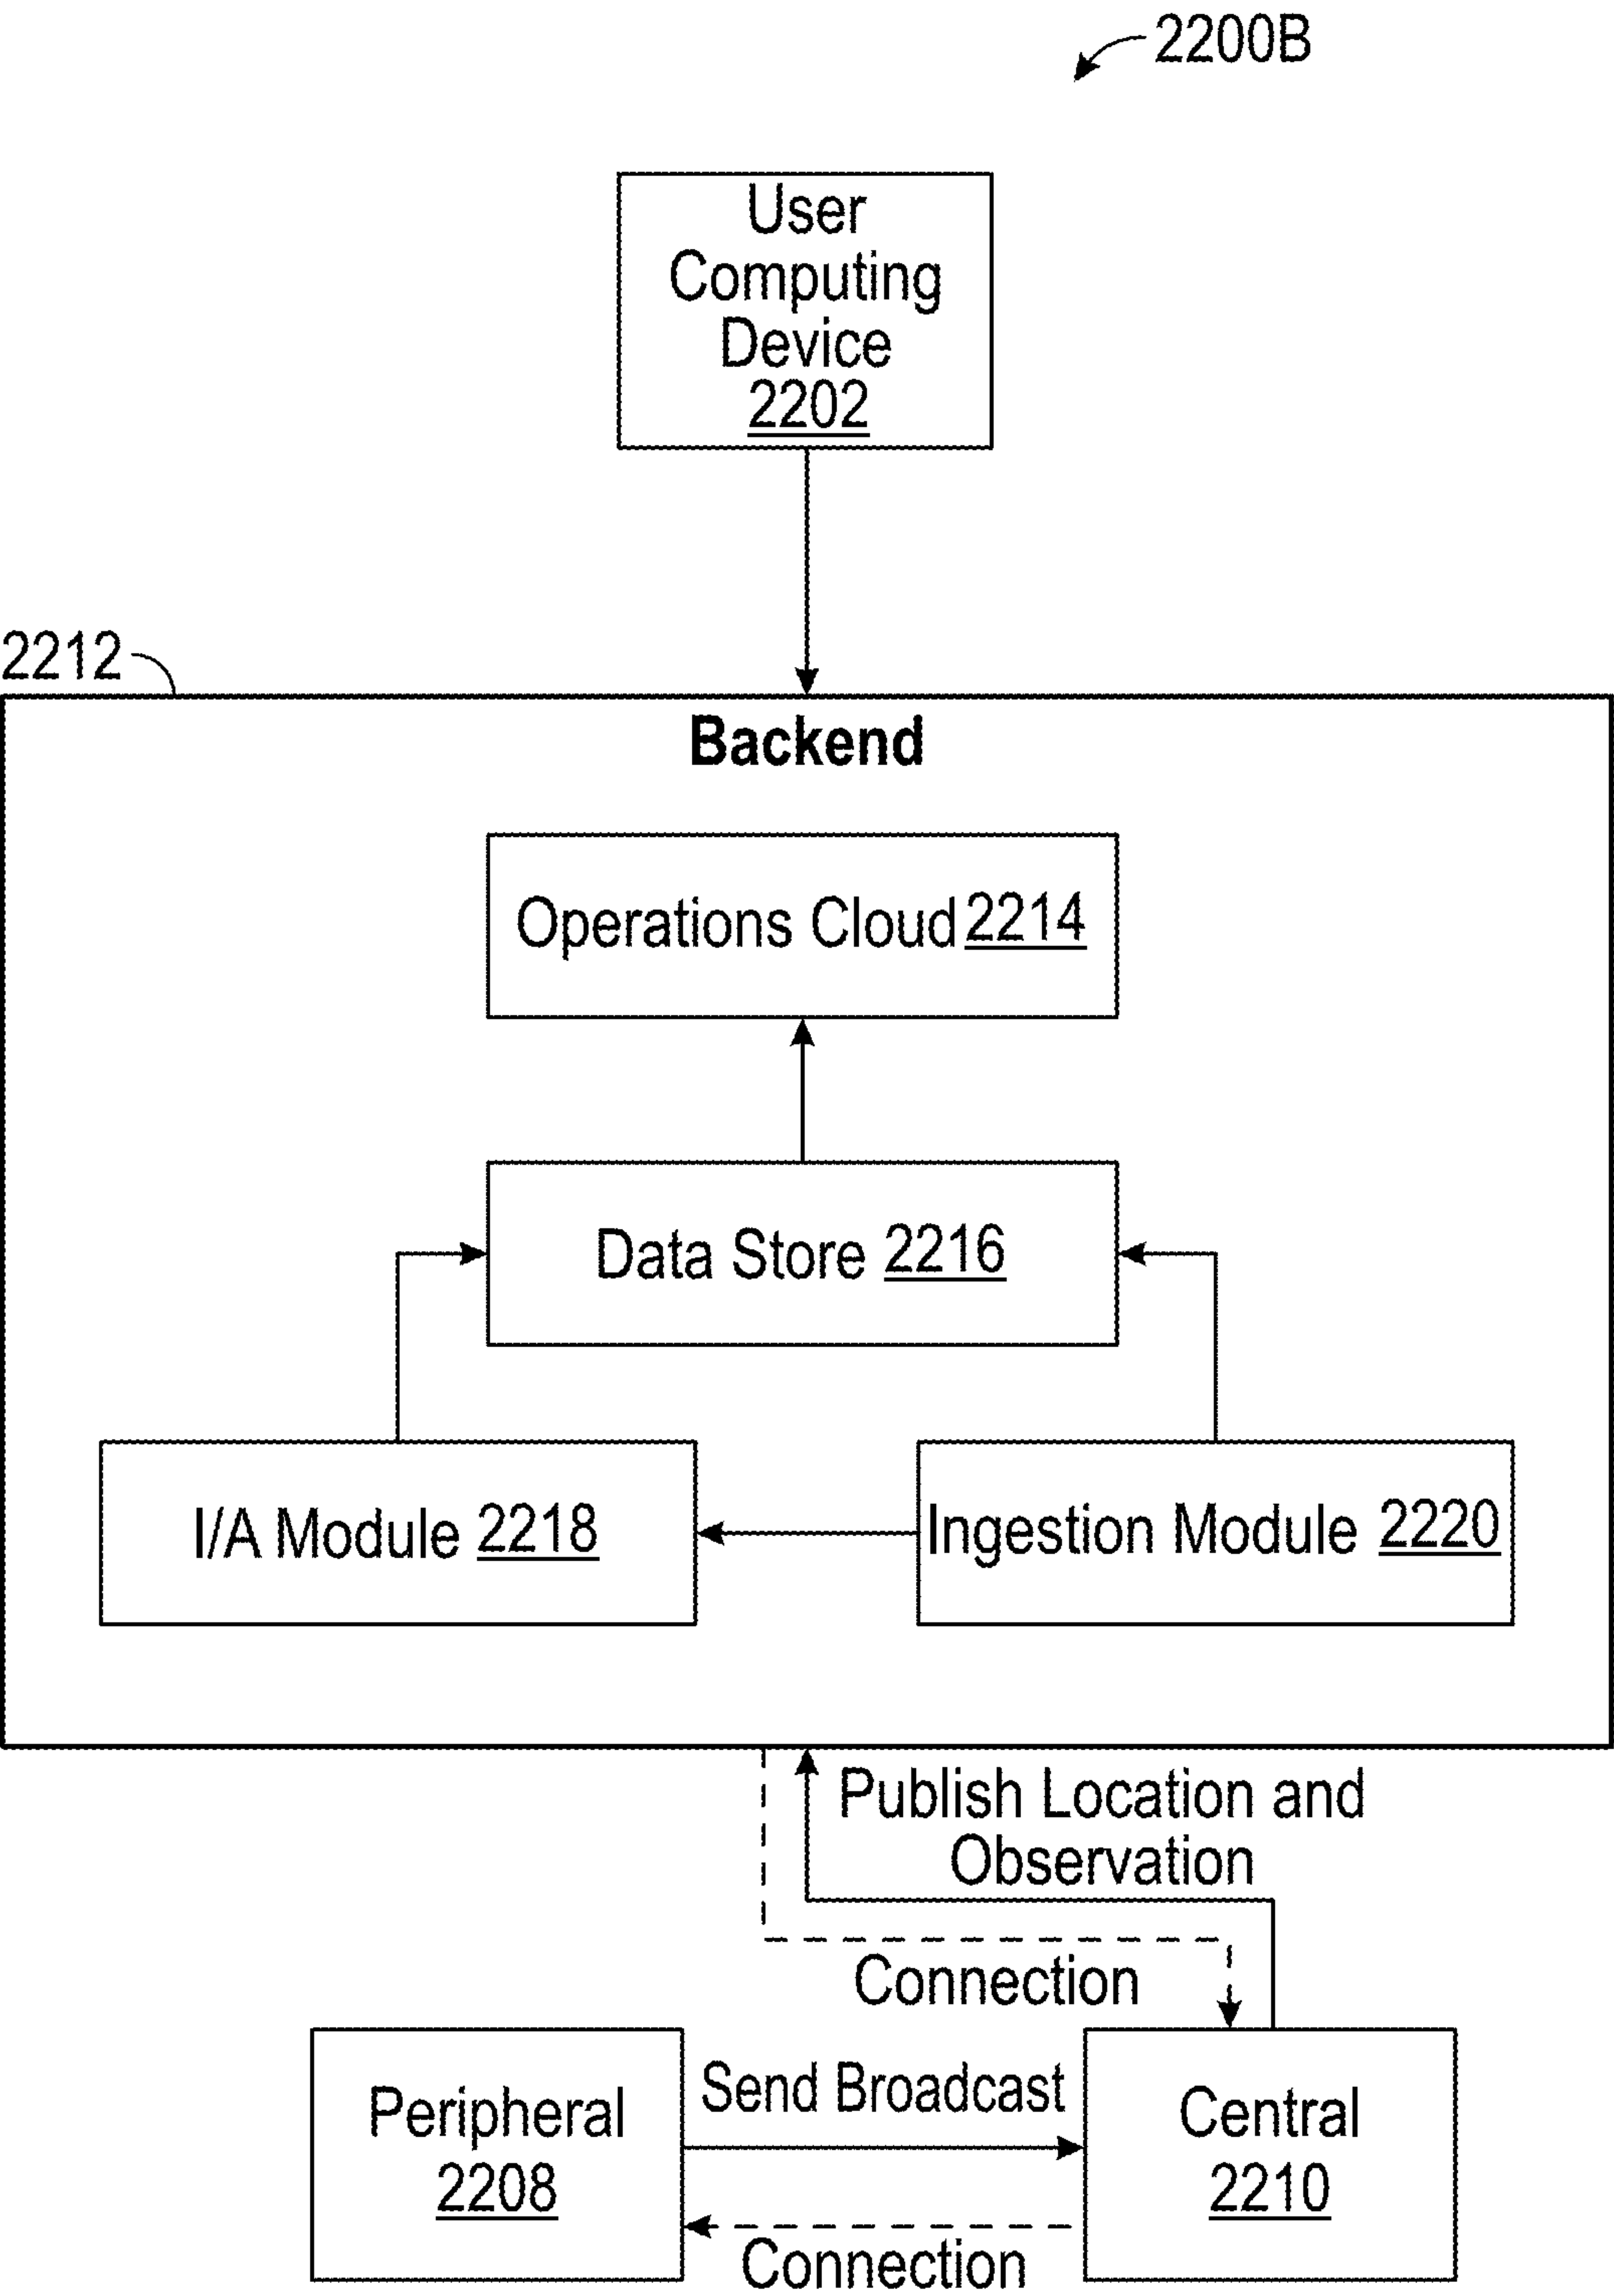 2200B
User
Computing
Device
2202
2212
Backend
Operations Cloud 2214
Data Store 2216
I/A Module 2218
Ingestion Module 2220
Publish Location and
Observation
Connection
Peripheral
2208
Send Broadcast
Connection
Central
2210